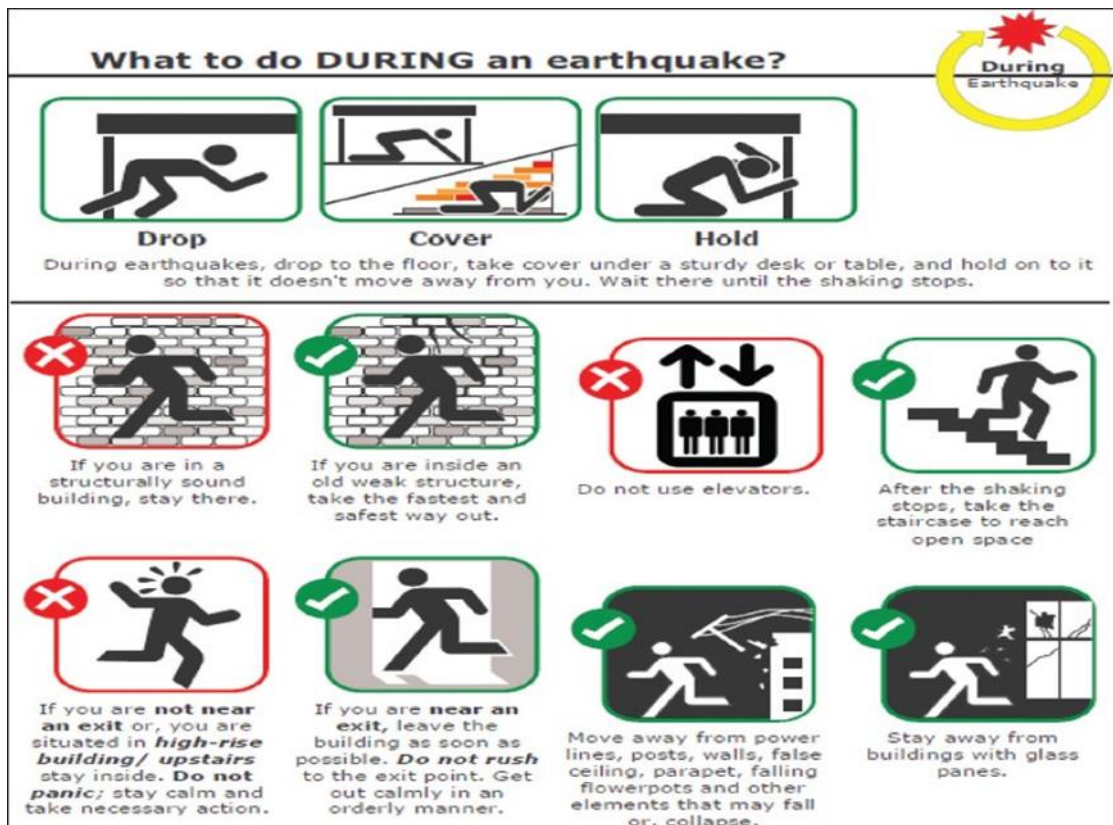 What to do DURING an earthquake?
During
Earthquake
Drop
Cover
Hold
During earthquakes, drop to the floor, take cover under a sturdy desk or table, and hold on to it
so that it doesn't move away from you. Wait there until the shaking stops.
If you are in a
structurally sound
building, stay there.
If you are inside an
old weak structure,
take the fastest and
safest way out.
Do not use elevators.
After the shaking
stops, take the
staircase to reach
open space
If you are not near
an exit or, you are
situated in high-rise
building/ upstairs
stay inside. Do not
panic; stay calm and
take necessary action.
If you are near an
exit, leave the
building as soon as
possible. Do not rush
to the exit point. Get
out calmly in an
orderly manner.
Move away from power
lines, posts, walls, false
ceiling, parapet, falling
flowerpots and other
elements that may fall
or, collapse.
Stay away from
buildings with glass
panes.